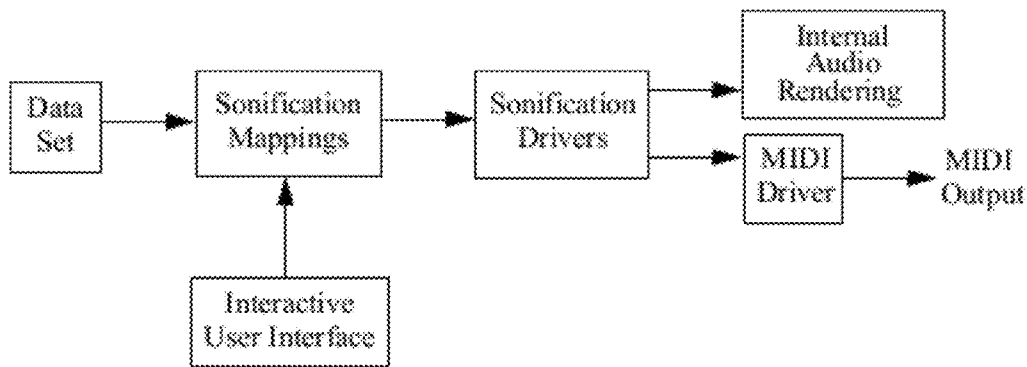 Data
Set
Sonification
Mappings
Sonification
Drivers
Internal
Audio
Rendering
MIDI
Driver
MIDI
Output
Interactive
User Interface